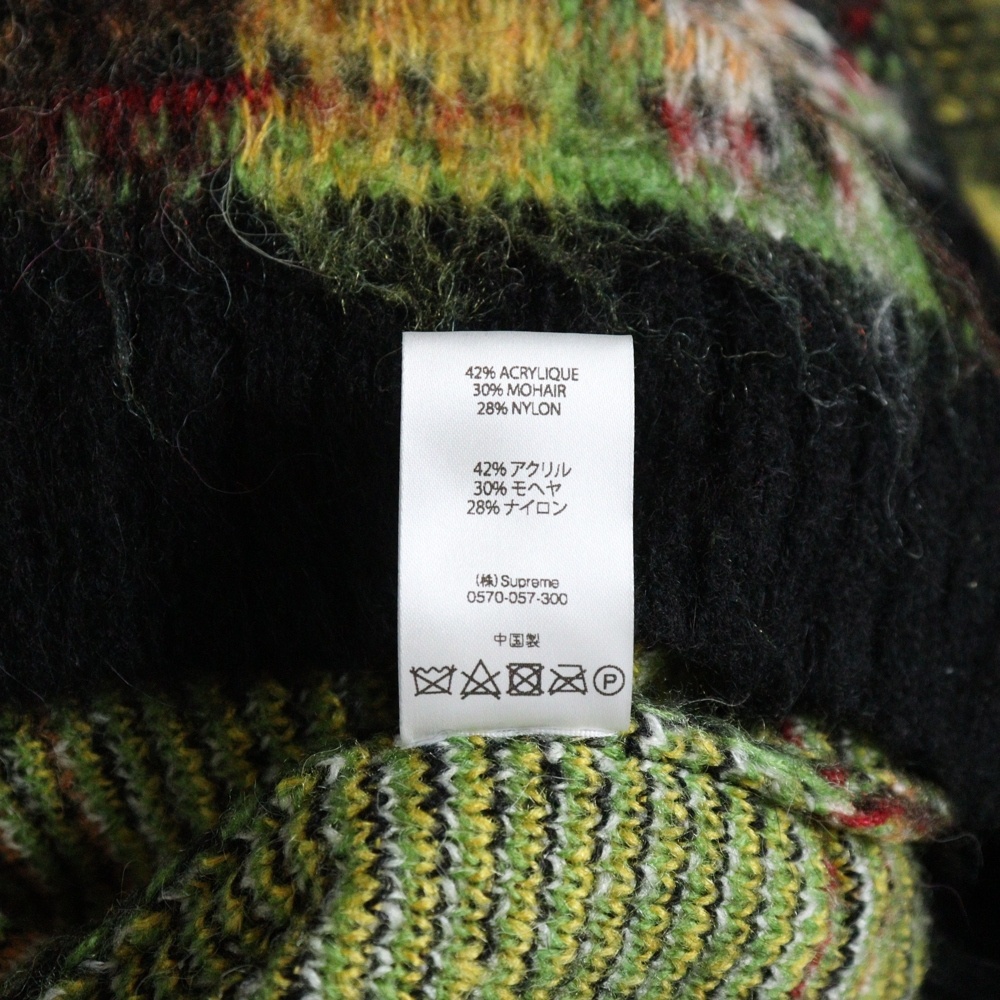 42% ACRYLIQUE
30% MOHAIR
28% NYLON
42% アクリル
30% モヘヤ
28% ナイロン
(株)Supreme
0570-057-300
中国製
P